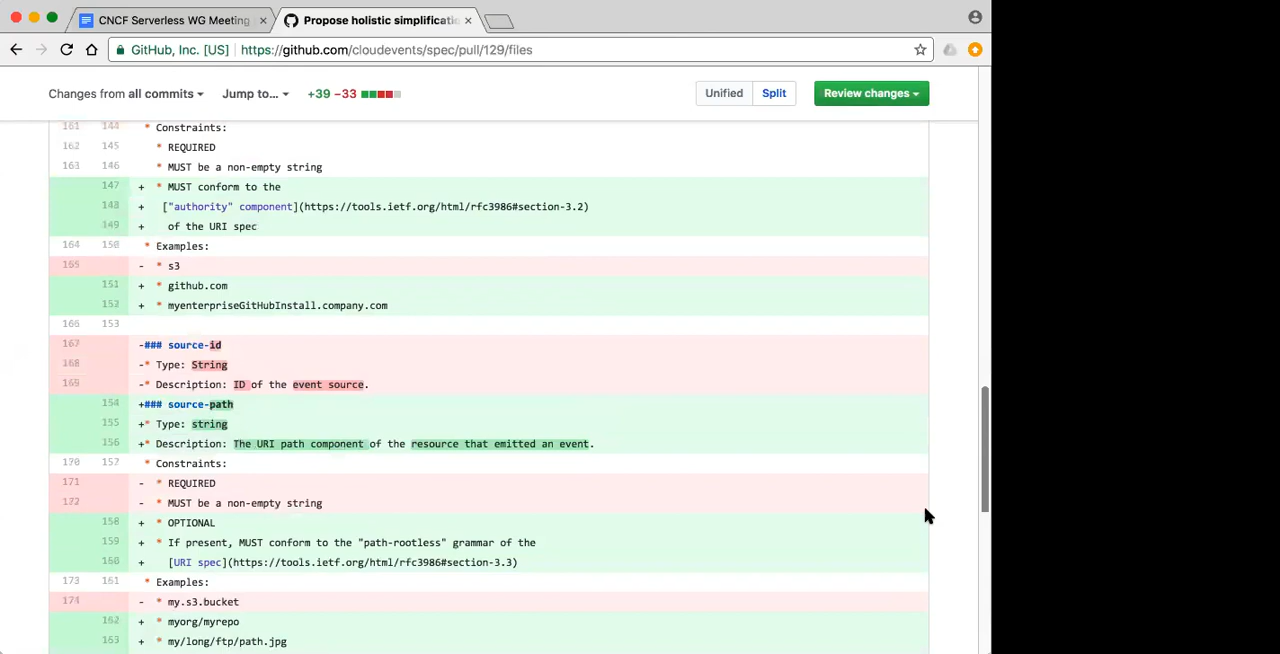 CNCF Serverless WG Meeting
Propose holistic simplificati
GitHub, Inc. [US] https://github.com/cloudevents/spec/pull/129/files
Changes from all commits Jump to... +39 −33 Unified Split Review changes
161 144 * Constraints:
162 145 * REQUIRED
163 146 * MUST be a non-empty string
147 + * MUST conform to the
148 + ["authority" component](https://tools.ietf.org/html/rfc3986#section-3.2)
149 + of the URI spec
164 150 * Examples:
165 - * s3
151 + * github.com
152 + * myenterpriseGitHubInstall.company.com
166 153
167 -### source-id
168 -* Type: String
169 -* Description: ID of the event source.
154 +### source-path
155 +* Type: string
156 +* Description: The URI path component of the resource that emitted an event.
170 157 * Constraints:
171 - * REQUIRED
172 - * MUST be a non-empty string
158 + * OPTIONAL
159 + * If present, MUST conform to the "path-rootless" grammar of the
160 + [URI spec](https://tools.ietf.org/html/rfc3986#section-3.3)
173 161 * Examples:
174 - * my.s3.bucket
162 + * myorg/myrepo
163 + * my/long/ftp/path.jpg